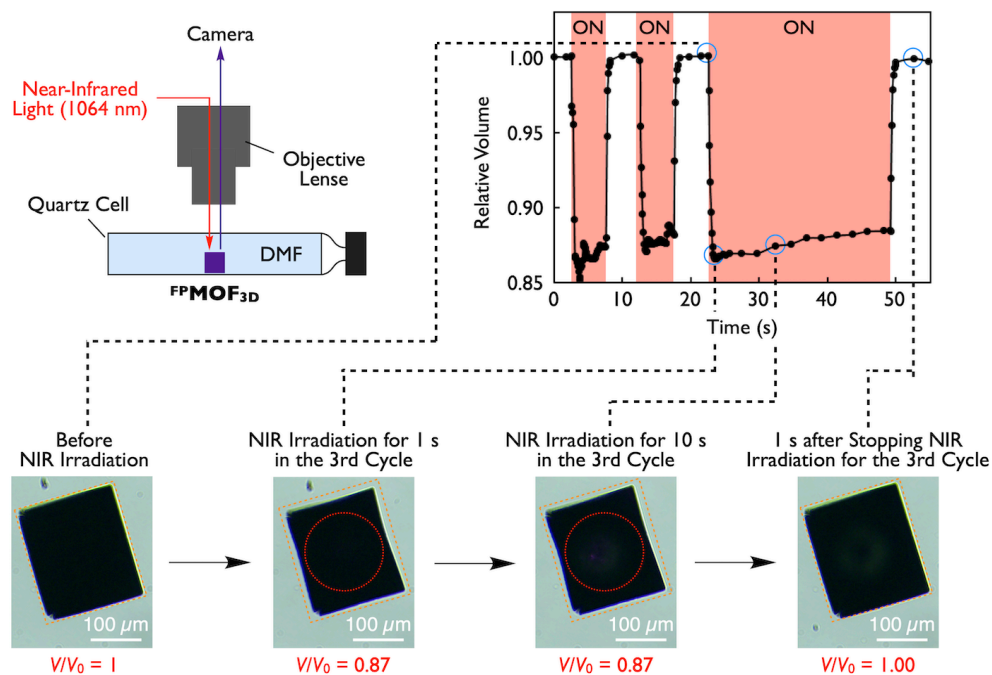 Camera
Near-Infrared
Light (1064 nm)
Objective
Lense
Quartz Cell
DMF
FPMOF3D
ON
ON
ON
1.00
0.95
0.90
0.85
Relative Volume
0
10
20
30
40
50
Time (s)
Before
NIR Irradiation
NIR Irradiation for 1 s
in the 3rd Cycle
NIR Irradiation for 10 s
in the 3rd Cycle
1 s after Stopping NIR
Irradiation for the 3rd Cycle
100 μm
100 μm
100 μm
100 μm
V/V0 = 1
V/V0 = 0.87
V/V0 = 0.87
V/V0 = 1.00